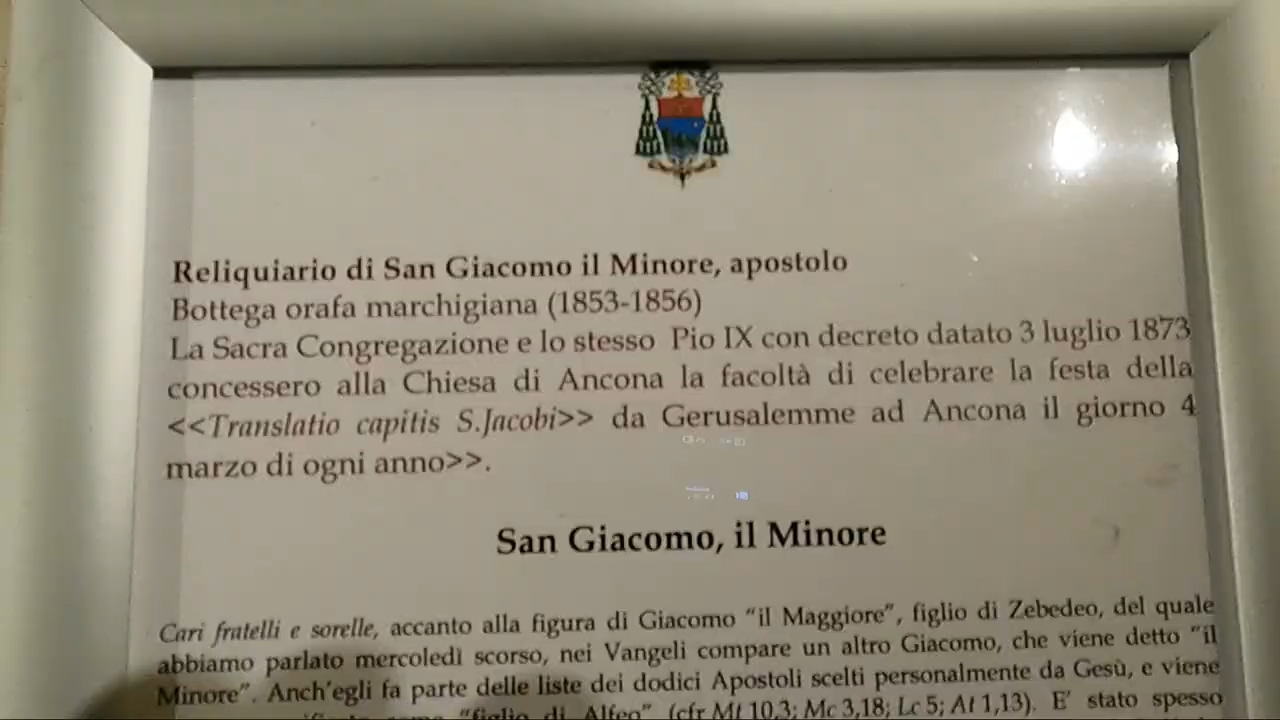 Reliquiario di San Giacomo il Minore, apostolo
Bottega orafa marchigiana (1853-1856)
La Sacra Congregazione e lo stesso Pio IX con decreto datato 3 luglio 1873
concessero alla Chiesa di Ancona la facoltà di celebrare la festa della
<<Translatio capitis S.Jacobi>> da Gerusalemme ad Ancona il giorno 4
marzo di ogni anno>>.
San Giacomo, il Minore
Cari fratelli e sorelle, accanto alla figura di Giacomo “il Maggiore”, figlio di Zebedeo, del quale
abbiamo parlato mercoledì scorso, nei Vangeli compare un altro Giacomo, che viene detto “il
Minore”. Anch’egli fa parte delle liste dei dodici Apostoli scelti personalmente da Gesù, e viene
“figlio di Alfeo” (cfr Mt 10,3; Mc 3,18; Lc 5; At 1,13). E’ stato spesso